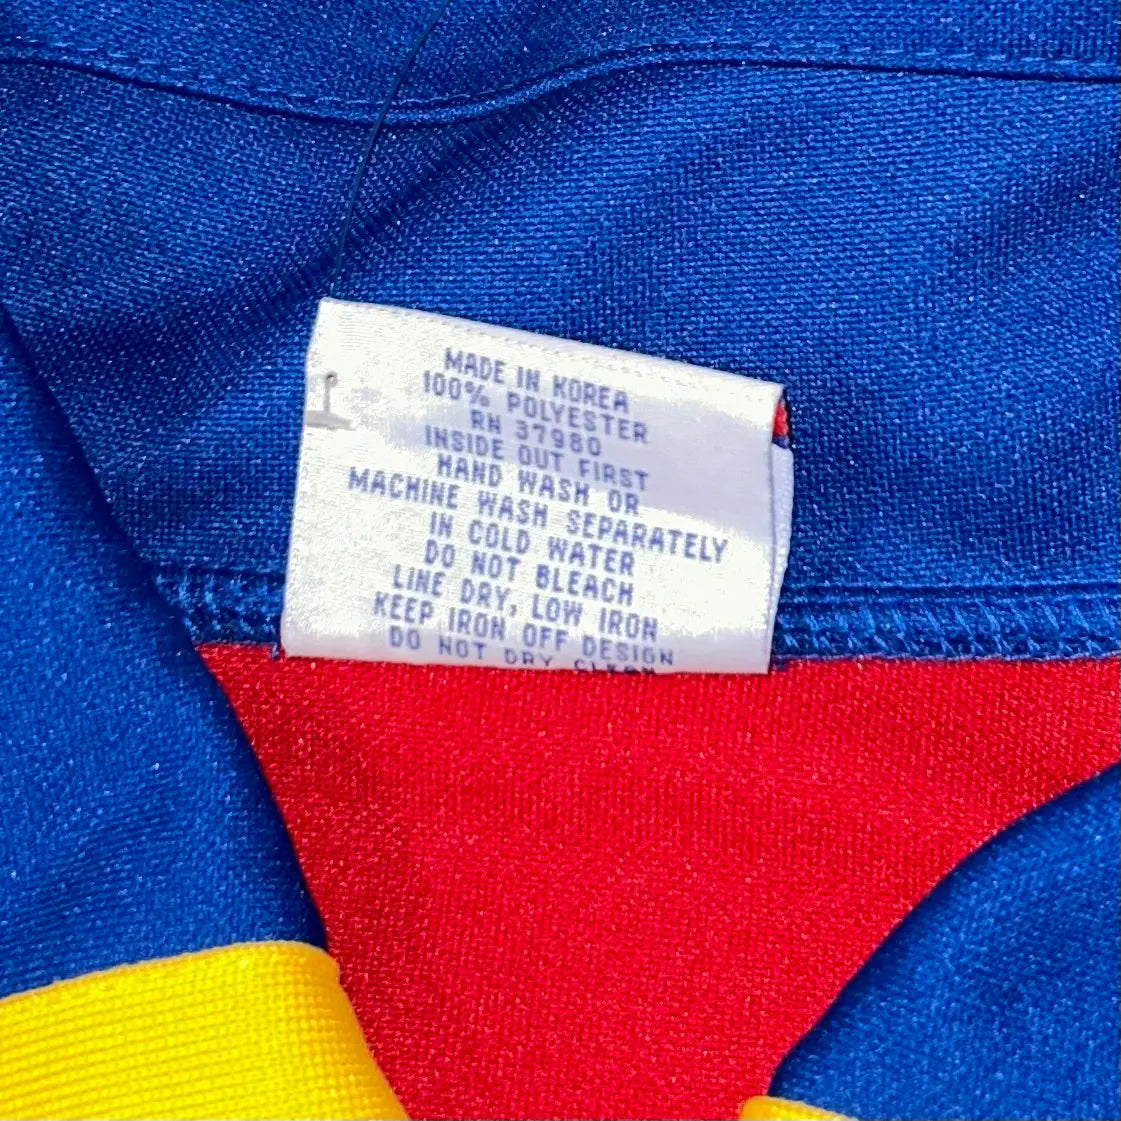 MADE IN KOREA
100% POLYESTER
RN 37980
INSIDE OUT FIRST
HAND WASH OR
MACHINE WASH SEPARATELY
IN COLD WATER
DO NOT BLEACH
LINE DRY, LOW IRON
KEEP IRON OFF DESIGN
DO NOT DRY CLEAN